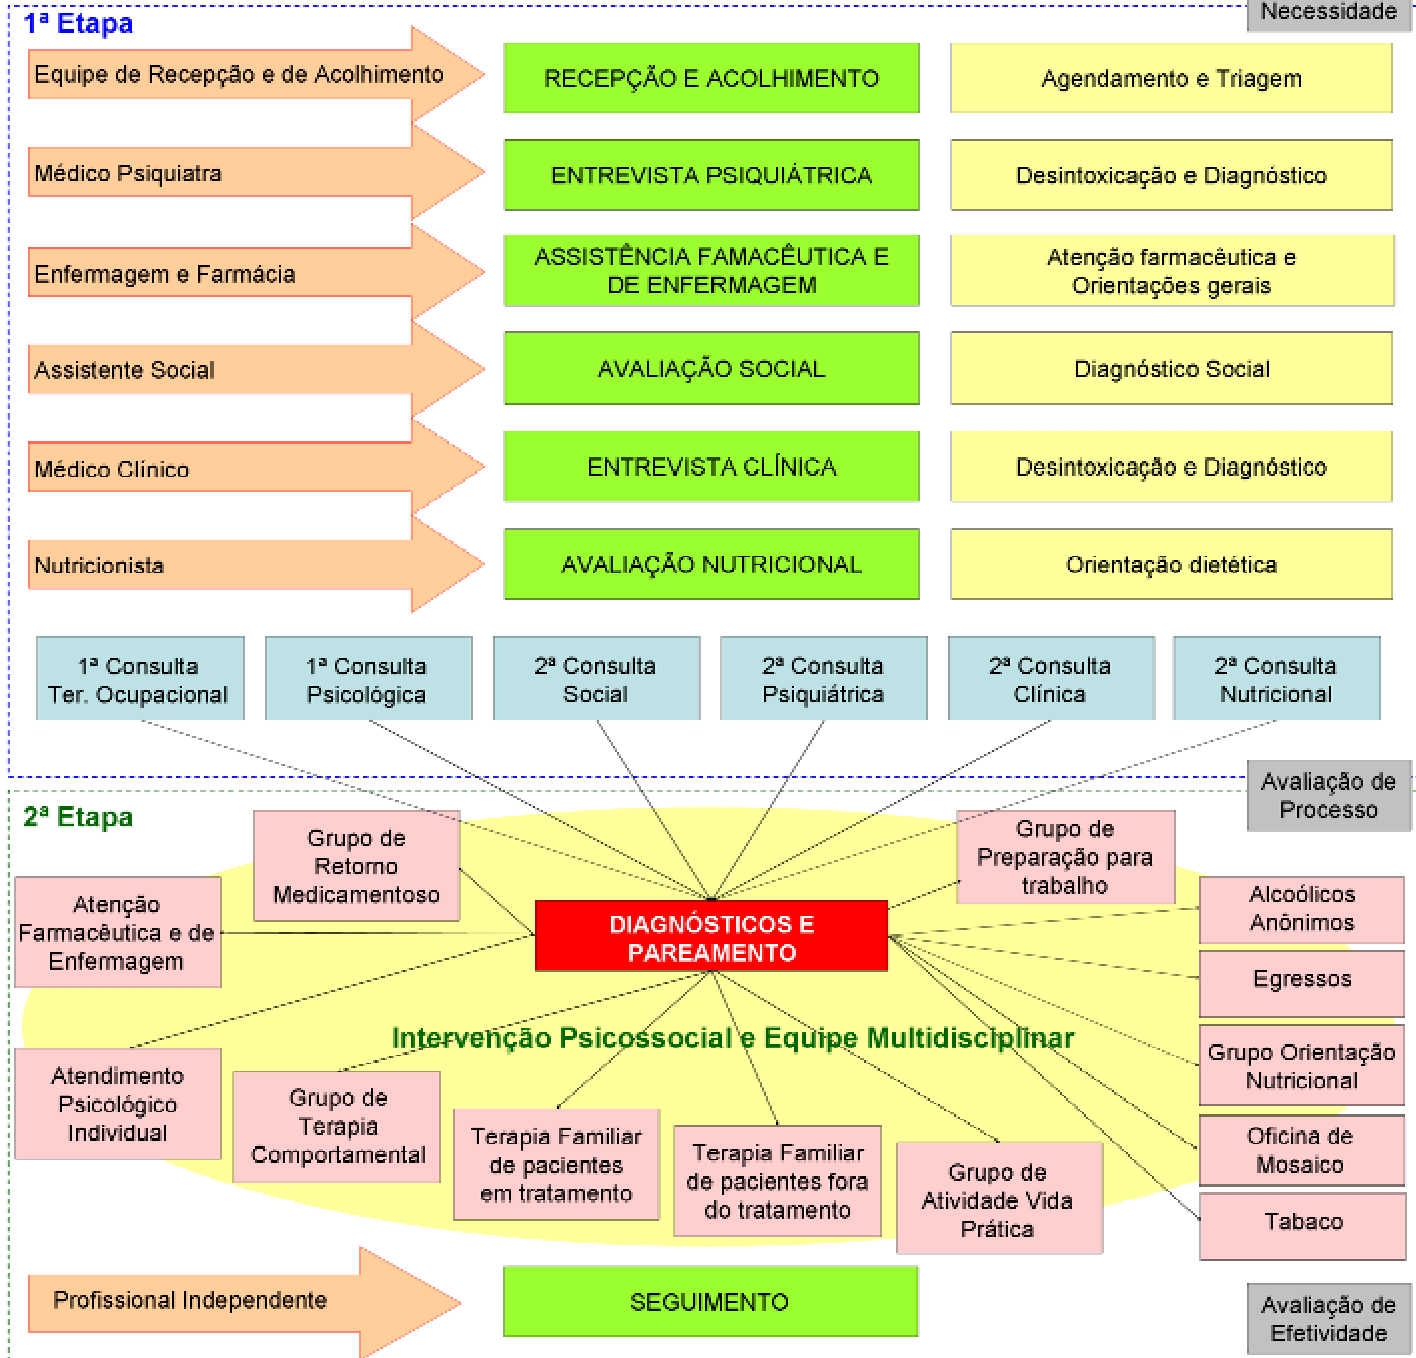 1ª Etapa
Necessidade
Equipe de Recepção e de Acolhimento
RECEPÇÃO E ACOLHIMENTO
Agendamento e Triagem
Médico Psiquiatra
ENTREVISTA PSIQUIÁTRICA
Desintoxicação e Diagnóstico
Enfermagem e Farmácia
ASSISTÊNCIA FAMACÊUTICA E
DE ENFERMAGEM
Atenção farmacêutica e
Orientações gerais
Assistente Social
AVALIAÇÃO SOCIAL
Diagnóstico Social
Médico Clínico
ENTREVISTA CLÍNICA
Desintoxicação e Diagnóstico
Nutricionista
AVALIAÇÃO NUTRICIONAL
Orientação dietética
1ª Consulta
Ter. Ocupacional
1ª Consulta
Psicológica
2ª Consulta
Social
2ª Consulta
Psiquiátrica
2ª Consulta
Clínica
2ª Consulta
Nutricional
Avaliação de
Processo
2ª Etapa
Grupo de
Retorno
Medicamentoso
Grupo de
Preparação para
trabalho
Atenção
Farmacêutica e de
Enfermagem
DIAGNÓSTICOS E
PAREAMENTO
Alcoólicos
Anônimos
Egressos
Intervenção Psicossocial e Equipe Multidisciplinar
Grupo Orientação
Nutricional
Atendimento
Psicológico
Individual
Grupo de
Terapia
Comportamental
Terapia Familiar
de pacientes
em tratamento
Terapia Familiar
de pacientes fora
do tratamento
Grupo de
Atividade Vida
Prática
Oficina de
Mosaico
Tabaco
Profissional Independente
SEGUIMENTO
Avaliação de
Efetividade